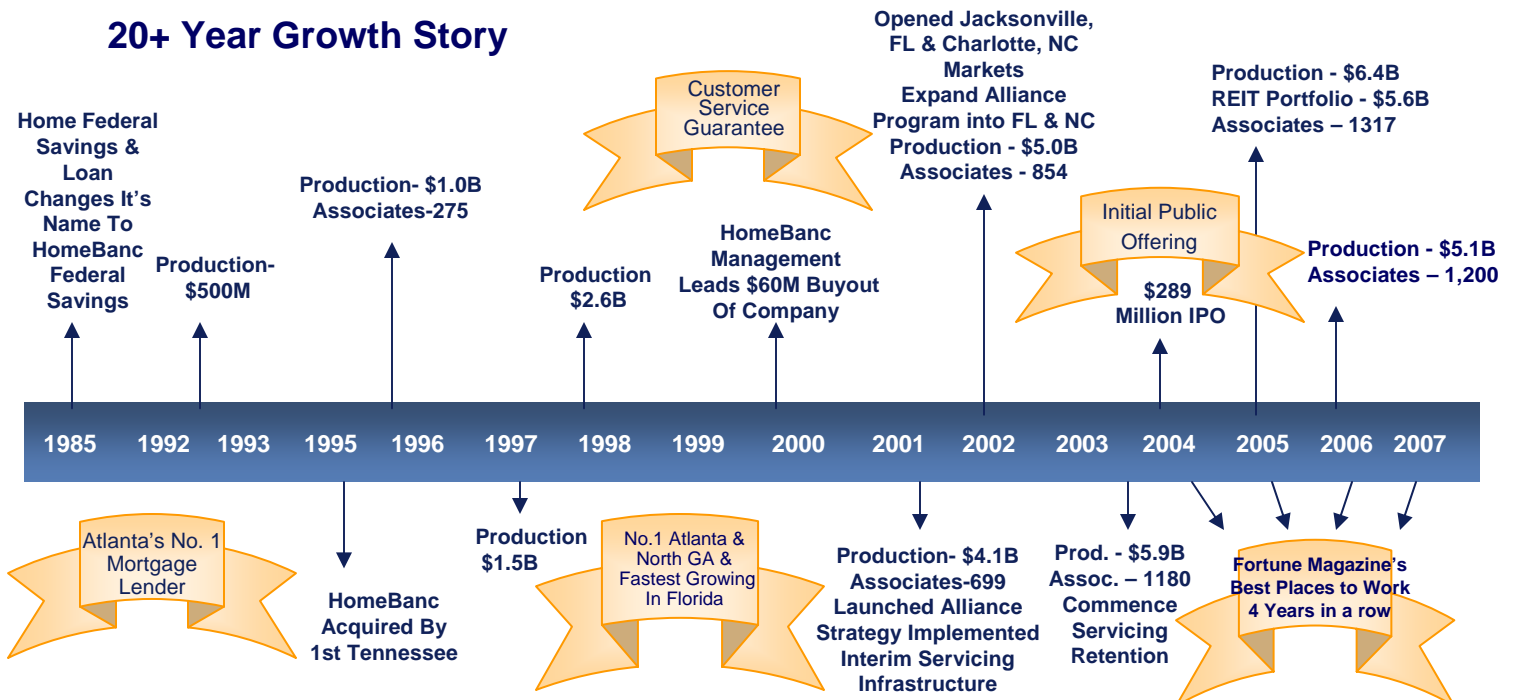 20+ Year Growth Story
Home Federal
Savings &
Loan
Changes It's
Name To
HomeBanc
Federal
Savings
Production-
$500M
Production- $1.0B
Associates-275
Production
$2.6B
Customer
Service
Guarantee
HomeBanc
Management
Leads $60M Buyout
Of Company
Opened Jacksonville,
FL & Charlotte, NC
Markets
Expand Alliance
Program into FL & NC
Production - $5.0B
Associates - 854
Initial Public
Offering
$289
Million IPO
Production - $6.4B
REIT Portfolio - $5.6B
Associates – 1317
Production - $5.1B
Associates – 1,200
1985 1992 1993 1995 1996 1997 1998 1999 2000 2001 2002 2003 2004 2005 2006 2007
Atlanta's No. 1
Mortgage
Lender
HomeBanc
Acquired By
1st Tennessee
Production
$1.5B
No.1 Atlanta &
North GA &
Fastest Growing
In Florida
Production- $4.1B
Associates-699
Launched Alliance
Strategy Implemented
Interim Servicing
Infrastructure
Prod. - $5.9B
Assoc. – 1180
Commence
Servicing
Retention
Fortune Magazine's
Best Places to Work
4 Years in a row